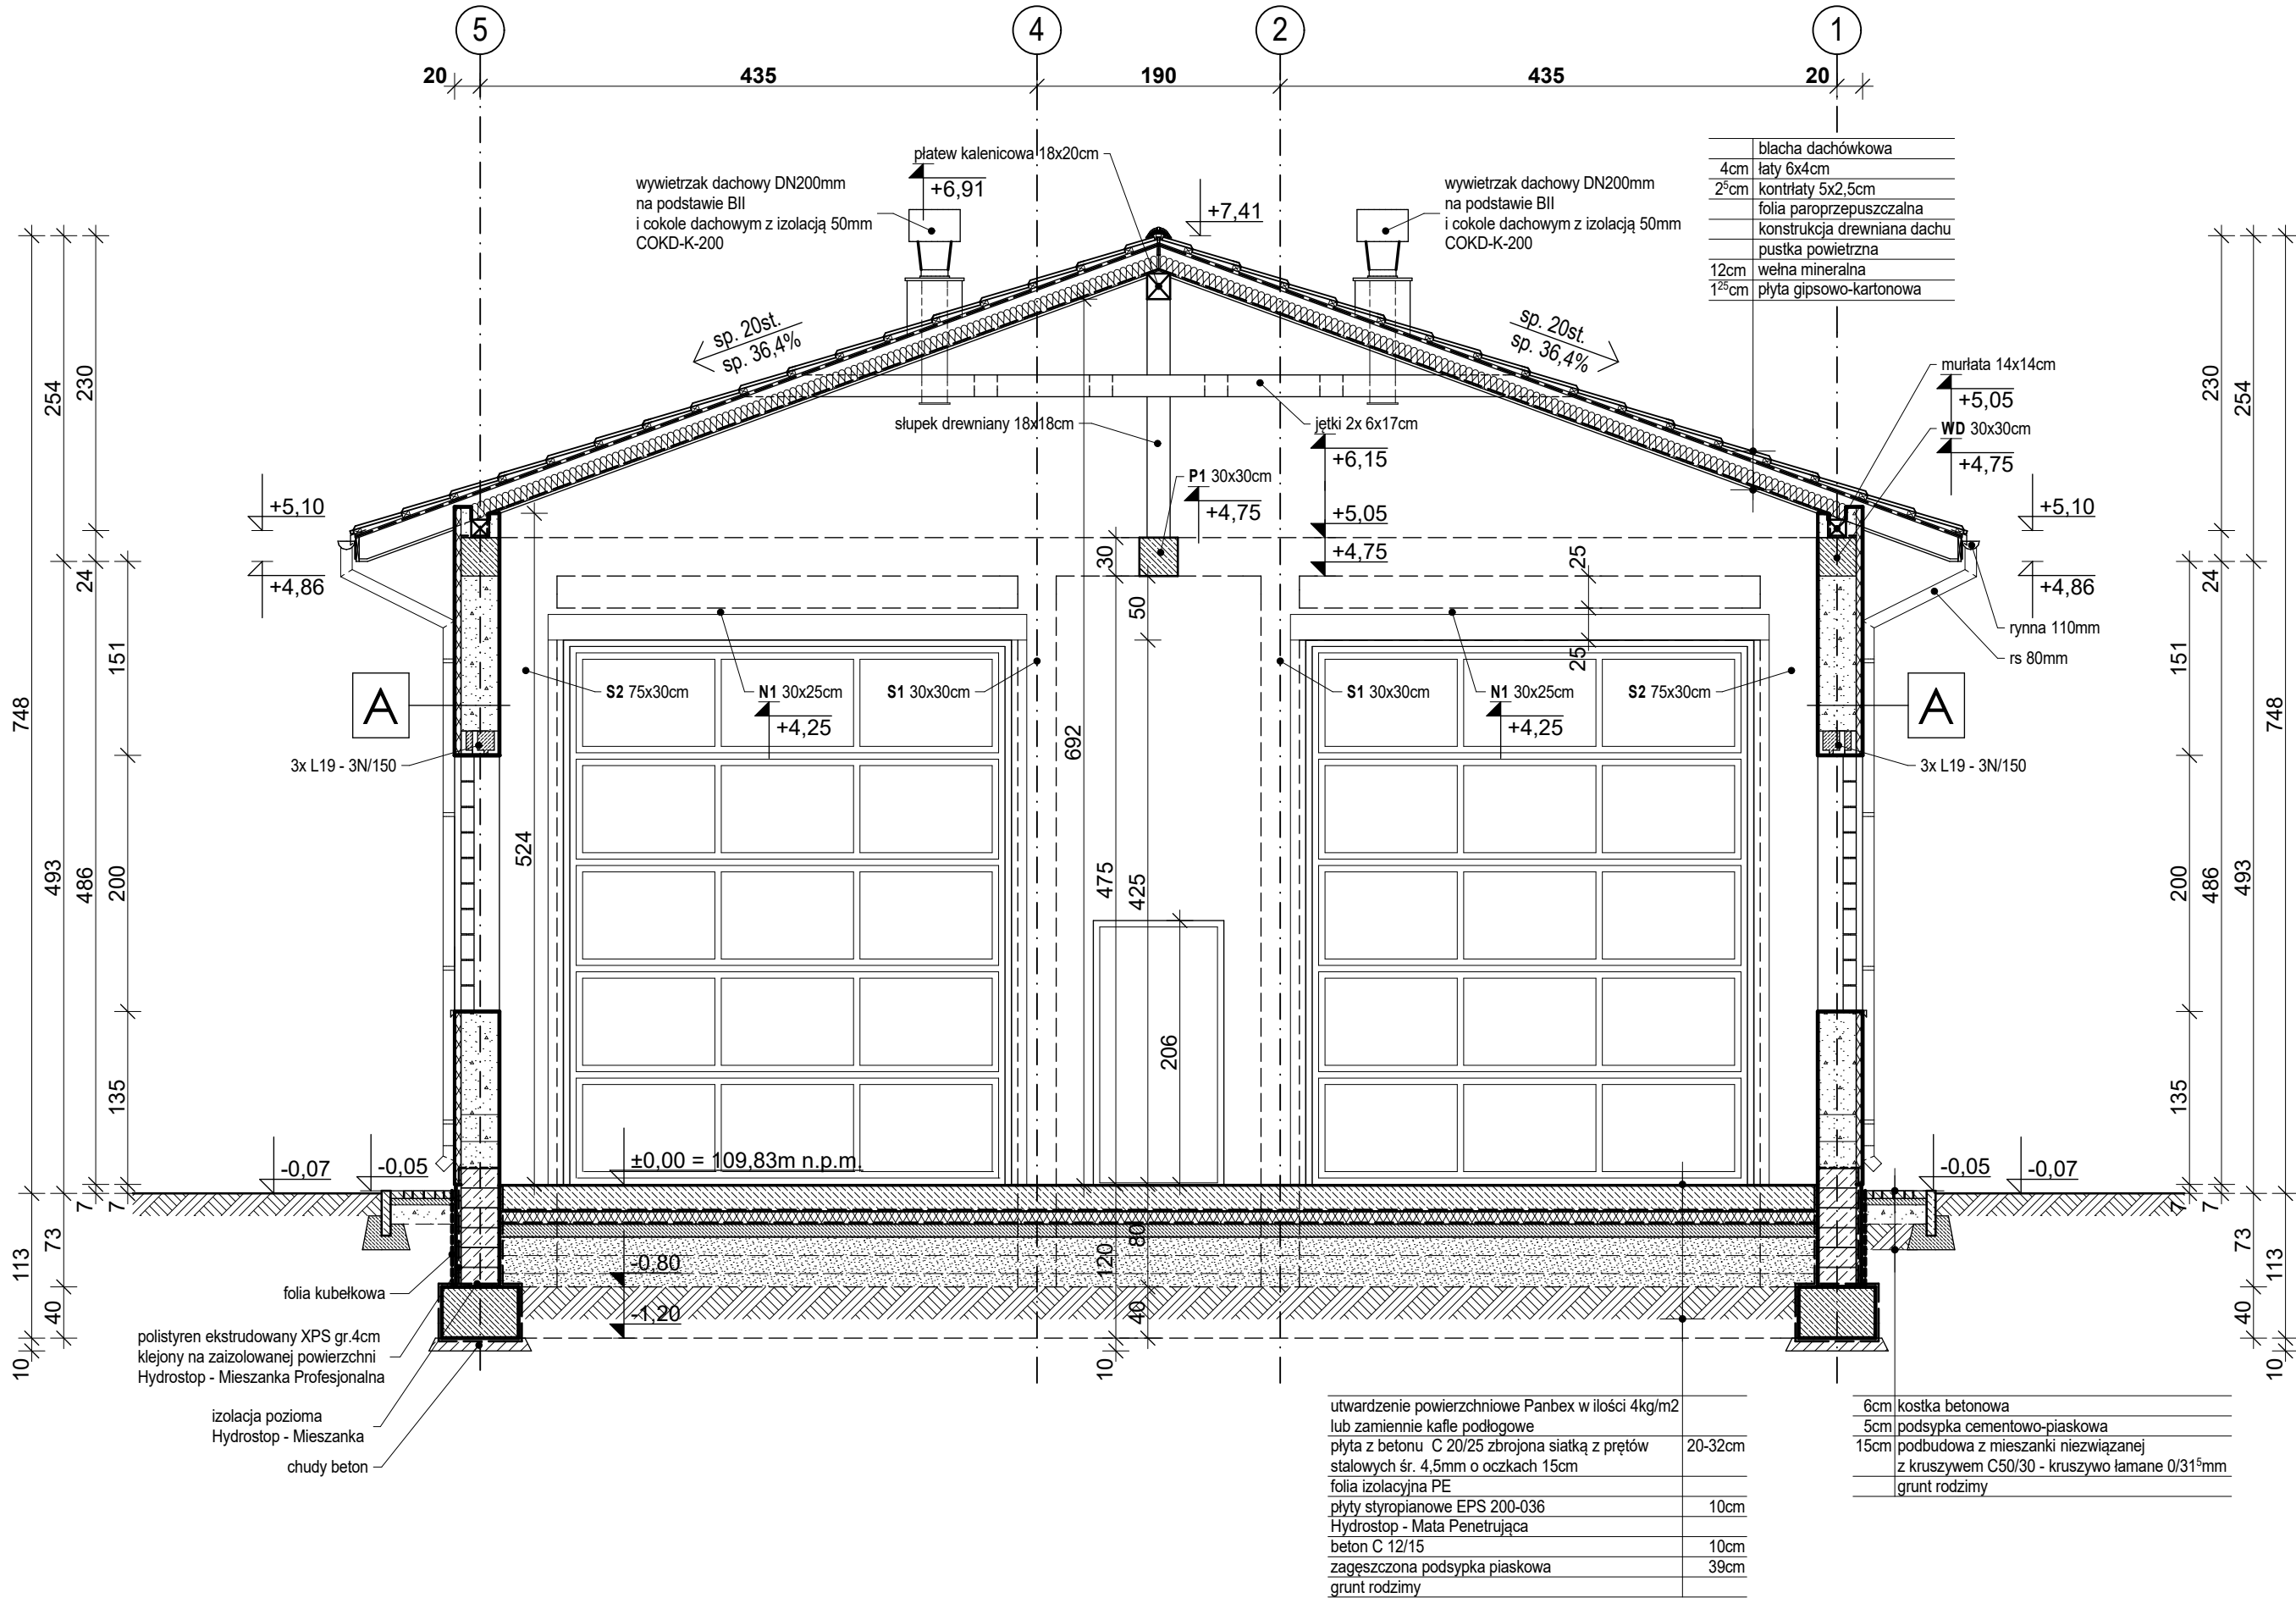 5
4
2
1
20
435
190
435
20
płatew kalenicowa 18x20cm
wywietrzak dachowy DN200mm
na podstawie BII
i cokole dachowym z izolacją 50mm
COKD-K-200
+6,91
+7,41
wywietrzak dachowy DN200mm
na podstawie BII
i cokole dachowym z izolacją 50mm
COKD-K-200
blacha dachówkowa
4cm łaty 6x4cm
2⁵cm kontrłaty 5x2,5cm
folia paroprzepuszczalna
konstrukcja drewniana dachu
pustka powietrzna
12cm wełna mineralna
1²⁵cm płyta gipsowo-kartonowa
sp. 20st.
sp. 36,4%
sp. 20st.
sp. 36,4%
murłata 14x14cm
+5,05
WD 30x30cm
+4,75
słupek drewniany 18x18cm
jętki 2x 6x17cm
+6,15
P1 30x30cm
+4,75
+5,05
+4,75
+5,10
+4,86
+5,10
+4,86
rynna 110mm
rs 80mm
254
230
230
254
24
24
30
50
25
25
151
151
A
A
S2 75x30cm
N1 30x25cm
+4,25
S1 30x30cm
S1 30x30cm
N1 30x25cm
+4,25
S2 75x30cm
3x L19 - 3N/150
3x L19 - 3N/150
748
493
486
200
135
524
692
475
425
206
200
486
493
748
135
-0,07
-0,05
±0,00 = 109,83m n.p.m.
-0,05
-0,07
7
7
7
7
113
73
40
10
-0,80
-1,20
120
80
40
10
73
113
40
10
folia kubełkowa
polistyren ekstrudowany XPS gr.4cm
klejony na zaizolowanej powierzchni
Hydrostop - Mieszanka Profesjonalna
izolacja pozioma
Hydrostop - Mieszanka
chudy beton
utwardzenie powierzchniowe Panbex w ilości 4kg/m2
lub zamiennie kafle podłogowe
płyta z betonu C 20/25 zbrojona siatką z prętów 20-32cm
stalowych śr. 4,5mm o oczkach 15cm
folia izolacyjna PE
płyty styropianowe EPS 200-036 10cm
Hydrostop - Mata Penetrująca
beton C 12/15 10cm
zagęszczona podsypka piaskowa 39cm
grunt rodzimy
6cm kostka betonowa
5cm podsypka cementowo-piaskowa
15cm podbudowa z mieszanki niezwiązanej
z kruszywem C50/30 - kruszywo łamane 0/31⁵mm
grunt rodzimy